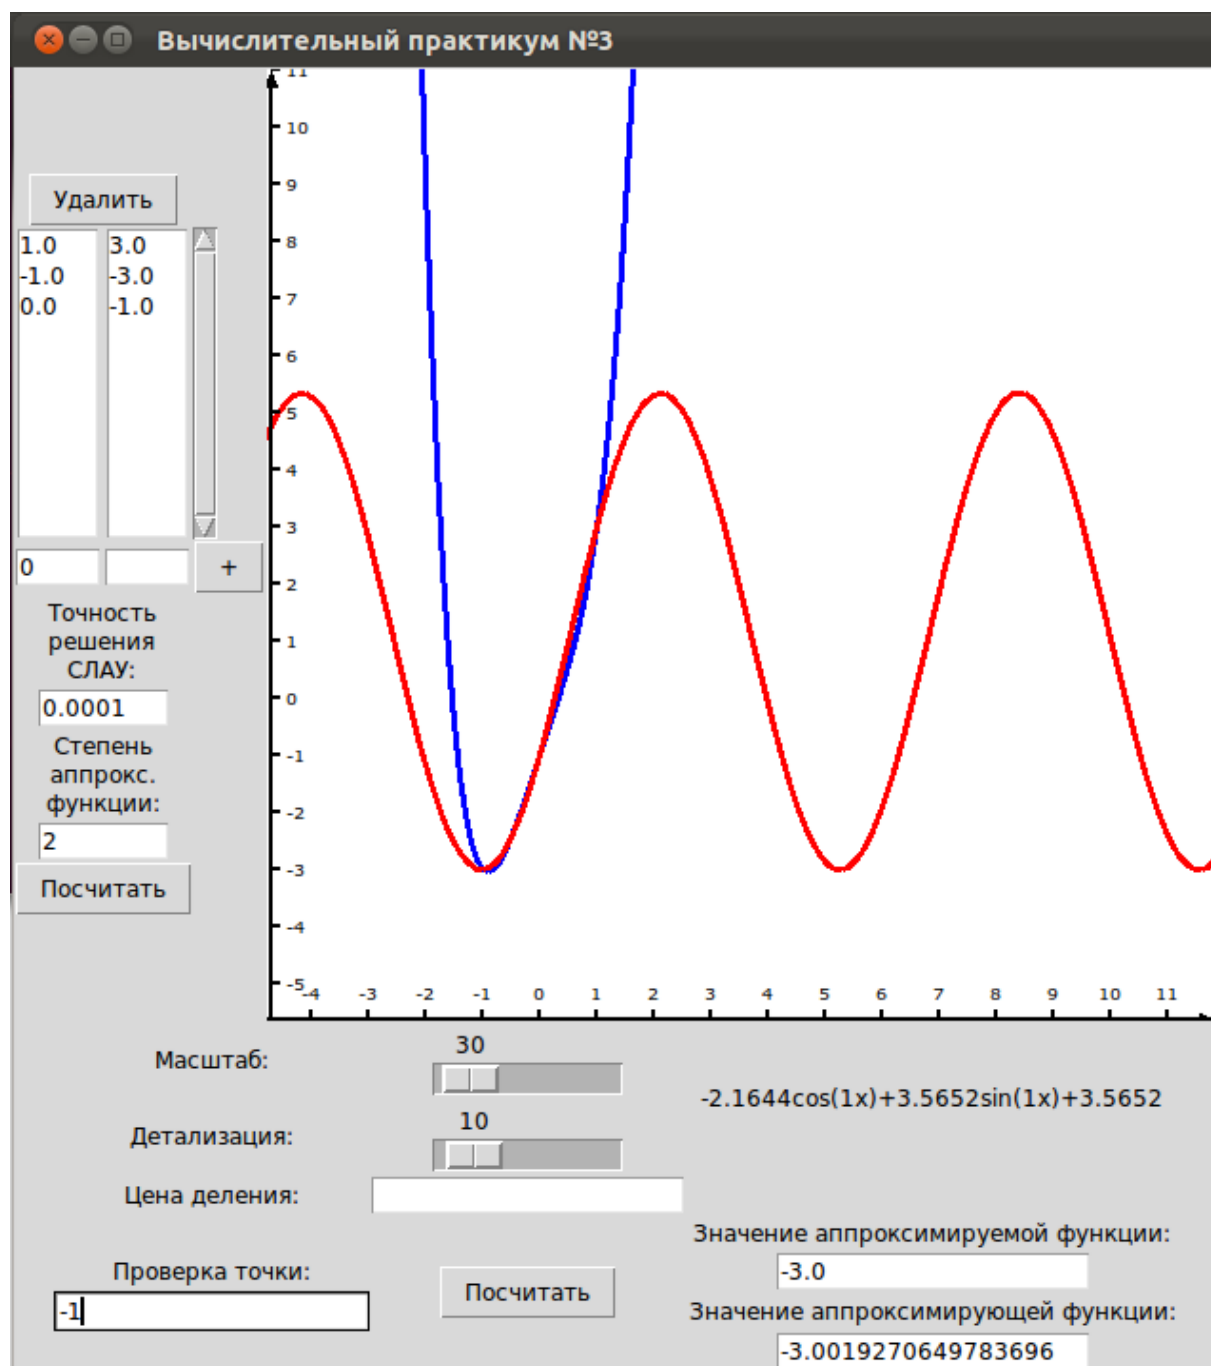 Вычислительный практикум №3
11
10
9
8
7
6
5
4
3
2
1
0
-1
-2
-3
-4
-5
-4 -3 -2 -1 0 1 2 3 4 5 6 7 8 9 10 11
Удалить
1.0 3.0
-1.0 -3.0
0.0 -1.0
0 +
Точность
решения
СЛАУ:
0.0001
Степень
аппрокс.
функции:
2
Посчитать
Масштаб: 30
-2.1644cos(1x)+3.5652sin(1x)+3.5652
Детализация: 10
Цена деления:
Значение аппроксимируемой функции:
-3.0
Проверка точки:
-1
Посчитать
Значение аппроксимирующей функции:
-3.0019270649783696